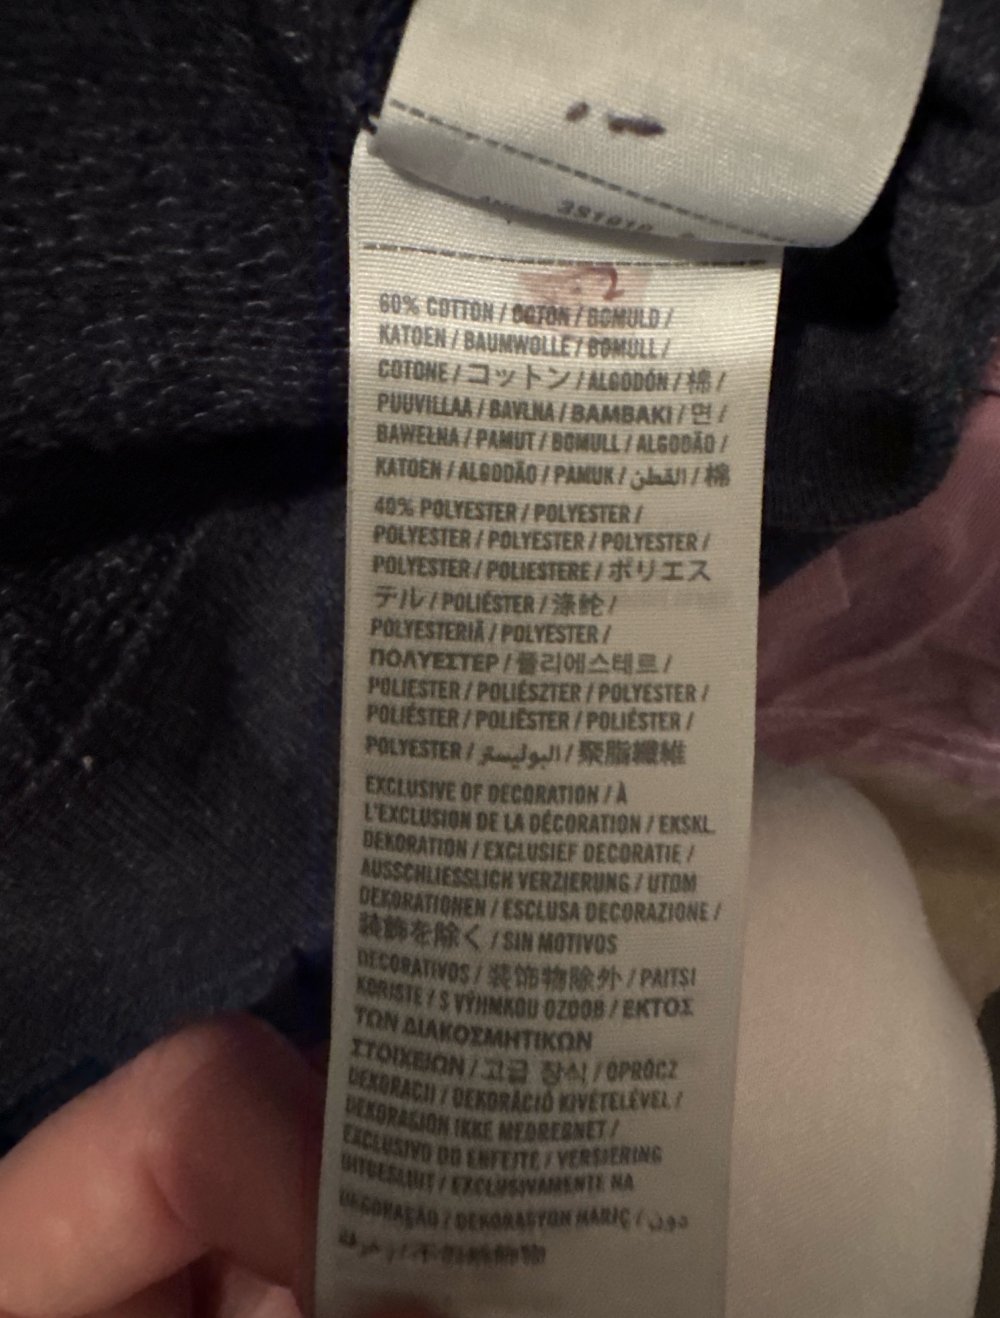 2
60% COTTON / COTON / BOMULD /
KATOEN / BAUMWOLLE / BOMULL /
COTONE / コットン / ALGODÓN / 棉 /
PUUVILLAA / BAVLNA / BAMBAKI / 면 /
BAWEŁNA / PAMUT / BOMULL / ALGODÃO /
KATOEN / ALGODÃO / PAMUK / القطن / 棉
40% POLYESTER / POLYESTER /
POLYESTER / POLYESTER / POLYESTER /
POLYESTER / POLIESTERE / ポリエス
テル / POLIÉSTER / 涤纶 /
POLYESTERIÄ / POLYESTER /
ΠΟΛΥΕΣΤΕΡ / 폴리에스테르 /
POLIESTER / POLIÉSZTER / POLYESTER /
POLIÉSTER / POLIËSTER / POLIÉSTER /
POLYESTER / البوليستر / 聚脂纖維
EXCLUSIVE OF DECORATION / À
L'EXCLUSION DE LA DÉCORATION / EKSKL.
DEKORATION / EXCLUSIEF DECORATIE /
AUSSCHLIESSLICH VERZIERUNG / UTOM
DEKORATIONEN / ESCLUSA DECORAZIONE /
装飾を除く / SIN MOTIVOS
DECORATIVOS / 装饰物除外 / PAITSI
KORISTE / S VÝJIMKOU OZDOB / ΕΚΤΟΣ
ΤΩΝ ΔΙΑΚΟΣΜΗΤΙΚΩΝ
ΣΤΟΙΧΕΙΩΝ / 고급 장식 / OPRÓCZ
DEKORACJI / DEKORÁCIÓ KIVÉTELÉVEL /
DEKORASJON IKKE MEDREGNET /
EXCLUSIVO DO ENFEITE / VERSIERING
UITGESLUIT / EXCLUSIVAMENTE NA
DECORAÇÃO / DEKORASYON HARİÇ / دون